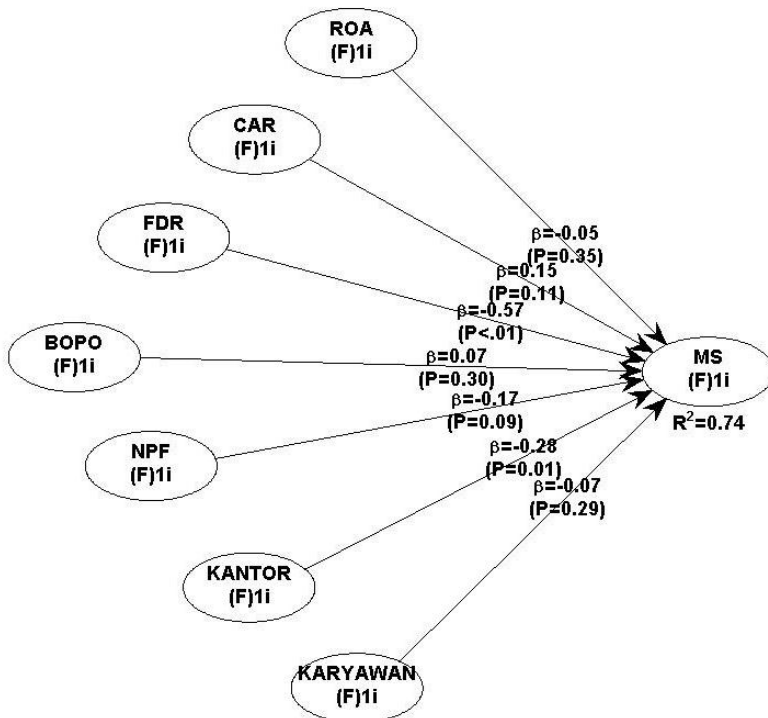 ROA
(F)1i
CAR
(F)1i
FDR
(F)1i
β=-0.05
(P=0.35)
β=0.15
(P=0.11)
β=-0.57
(P<.01)
BOPO
(F)1i
β=0.07
(P=0.30)
MS
(F)1i
R²=0.74
β=-0.17
(P=0.09)
NPF
(F)1i
β=-0.28
(P=0.01)
β=-0.07
(P=0.29)
KANTOR
(F)1i
KARYAWAN
(F)1i